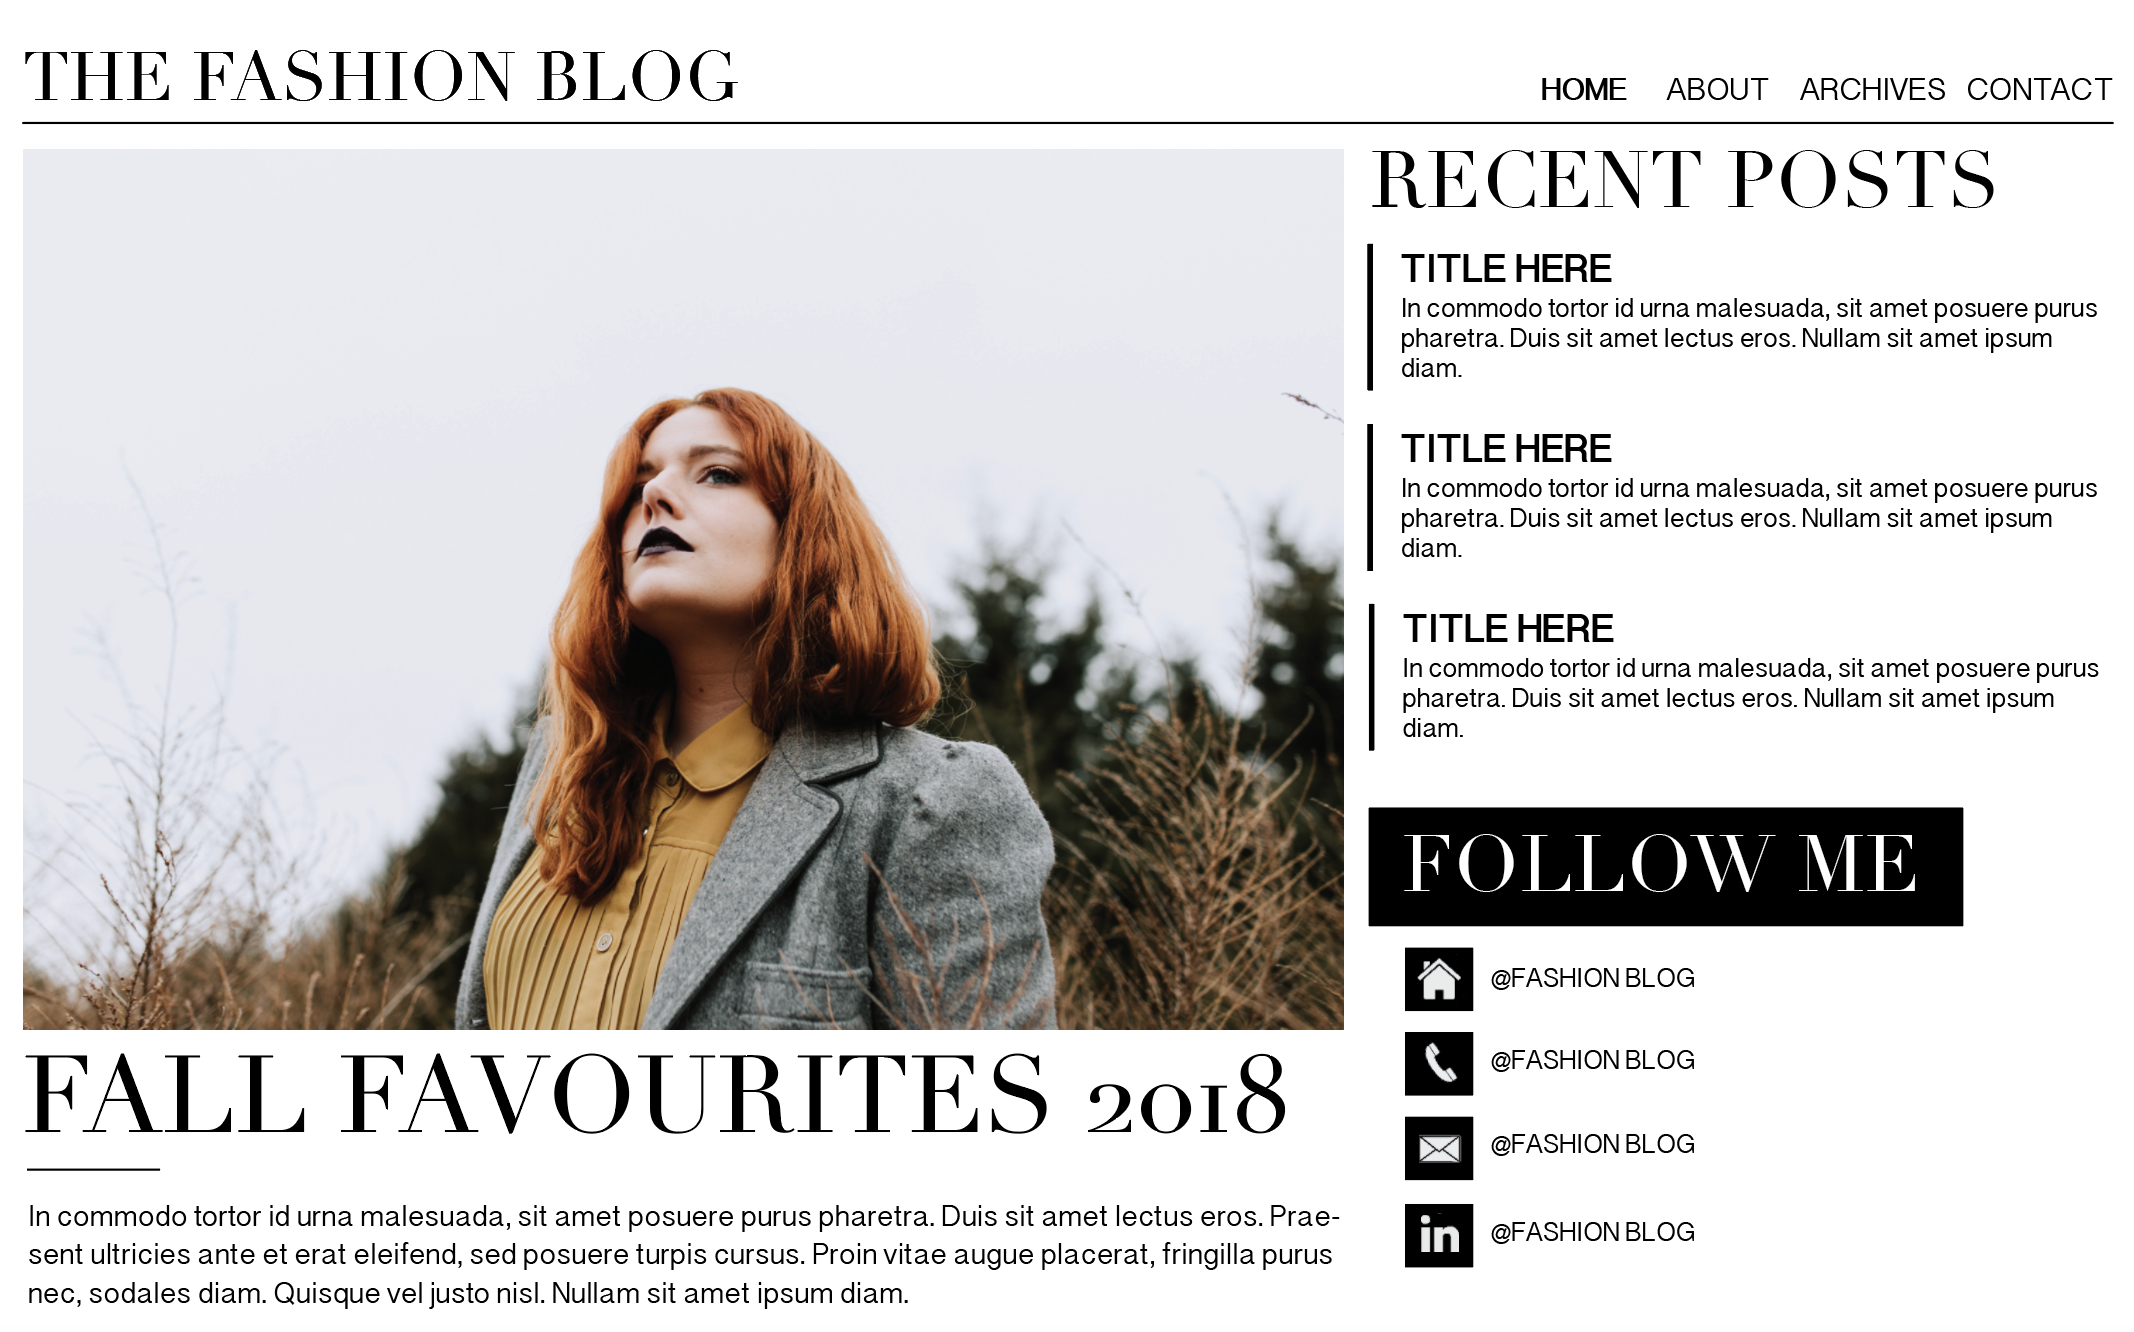 THE FASHION BLOG
HOME ABOUT ARCHIVES CONTACT
FALL FAVOURITES 2018
In commodo tortor id urna malesuada, sit amet posuere purus pharetra. Duis sit amet lectus eros. Prae-
sent ultricies ante et erat eleifend, sed posuere turpis cursus. Proin vitae augue placerat, fringilla purus
nec, sodales diam. Quisque vel justo nisl. Nullam sit amet ipsum diam.
RECENT POSTS
TITLE HERE
In commodo tortor id urna malesuada, sit amet posuere purus
pharetra. Duis sit amet lectus eros. Nullam sit amet ipsum
diam.
TITLE HERE
In commodo tortor id urna malesuada, sit amet posuere purus
pharetra. Duis sit amet lectus eros. Nullam sit amet ipsum
diam.
TITLE HERE
In commodo tortor id urna malesuada, sit amet posuere purus
pharetra. Duis sit amet lectus eros. Nullam sit amet ipsum
diam.
FOLLOW ME
@FASHION BLOG
@FASHION BLOG
@FASHION BLOG
in @FASHION BLOG